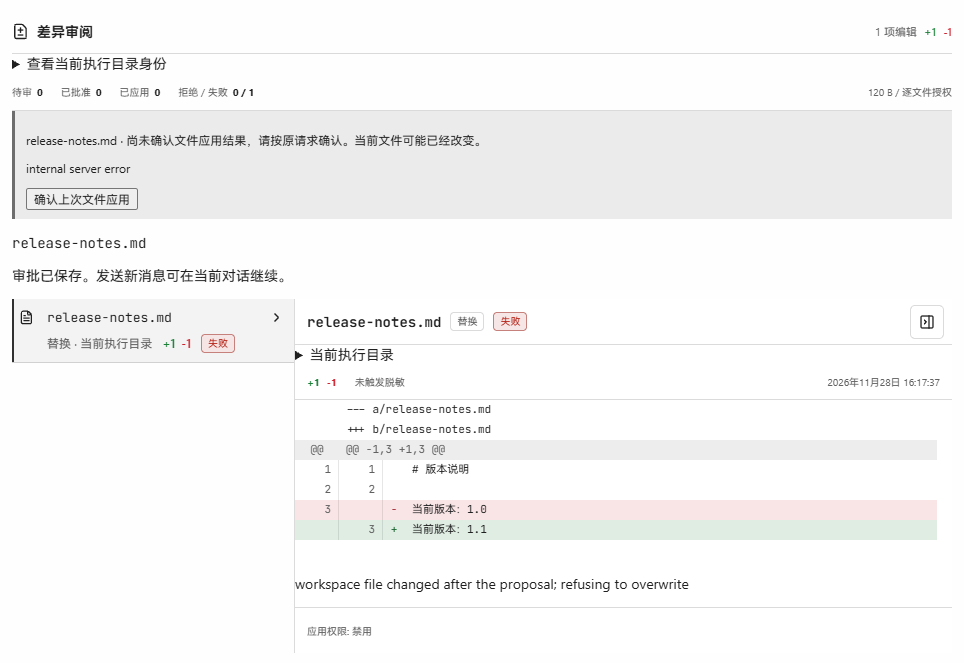 差异审阅
1 项编辑 +1 -1
▶ 查看当前执行目录身份
待审 0 已批准 0 已应用 0 拒绝 / 失败 0 / 1 120 B / 逐文件授权
release-notes.md · 尚未确认文件应用结果，请按原请求确认。当前文件可能已经改变。
internal server error
确认上次文件应用
release-notes.md
审批已保存。发送新消息可在当前对话继续。
release-notes.md
替换 · 当前执行目录 +1 -1 失败
release-notes.md 替换 失败
▶ 当前执行目录
+1 -1 未触发脱敏 2026年11月28日 16:17:37
--- a/release-notes.md
+++ b/release-notes.md
@@ @@ -1,3 +1,3 @@
1 1 # 版本说明
2 2
3 - 当前版本: 1.0
3 + 当前版本: 1.1
workspace file changed after the proposal; refusing to overwrite
应用权限: 禁用